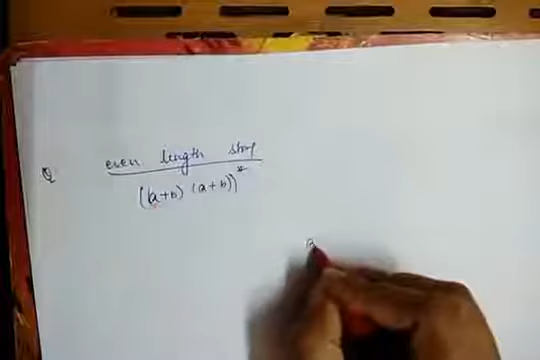 Q even length string
((a+b) (a+b))*